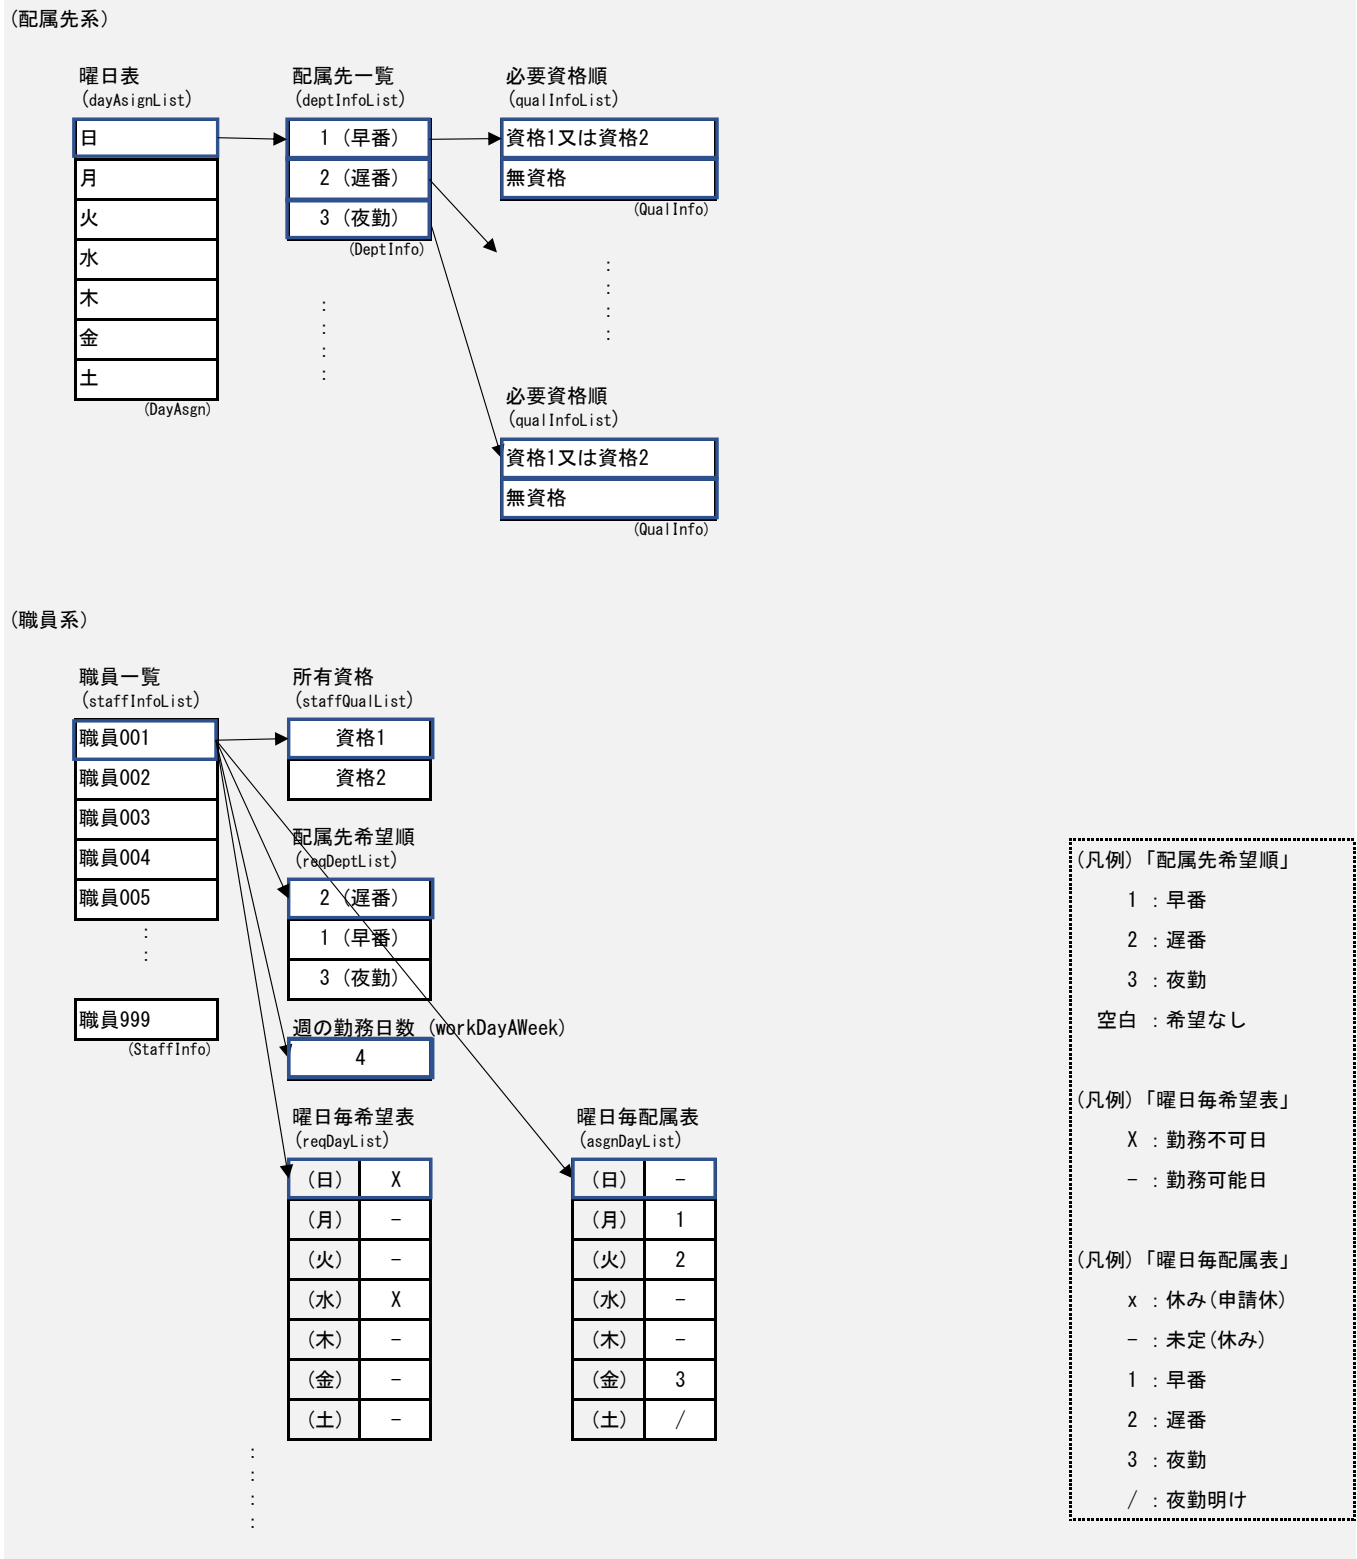 (配属先系)
曜日表
(dayAsignList)
日
月
火
水
木
金
土
(DayAsgn)
配属先一覧
(deptInfoList)
1 (早番)
2 (遅番)
3 (夜勤)
(DeptInfo)
:
:
:
:
必要資格順
(qualInfoList)
資格1又は資格2
無資格
(QualInfo)
:
:
:
:
必要資格順
(qualInfoList)
資格1又は資格2
無資格
(QualInfo)
(職員系)
職員一覧
(staffInfoList)
職員001
職員002
職員003
職員004
職員005
:
:
職員999
(StaffInfo)
所有資格
(staffQualList)
資格1
資格2
配属先希望順
(reqDeptList)
2 (遅番)
1 (早番)
3 (夜勤)
週の勤務日数 (workDayAWeek)
4
曜日毎希望表
(reqDayList)
(日) X
(月) -
(火) -
(水) X
(木) -
(金) -
(土) -
:
:
:
:
曜日毎配属表
(asgnDayList)
(日) -
(月) 1
(火) 2
(水) -
(木) -
(金) 3
(土) /
(凡例)「配属先希望順」
1 : 早番
2 : 遅番
3 : 夜勤
空白 : 希望なし
(凡例)「曜日毎希望表」
X : 勤務不可日
- : 勤務可能日
(凡例)「曜日毎配属表」
x : 休み(申請休)
- : 未定(休み)
1 : 早番
2 : 遅番
3 : 夜勤
/ : 夜勤明け